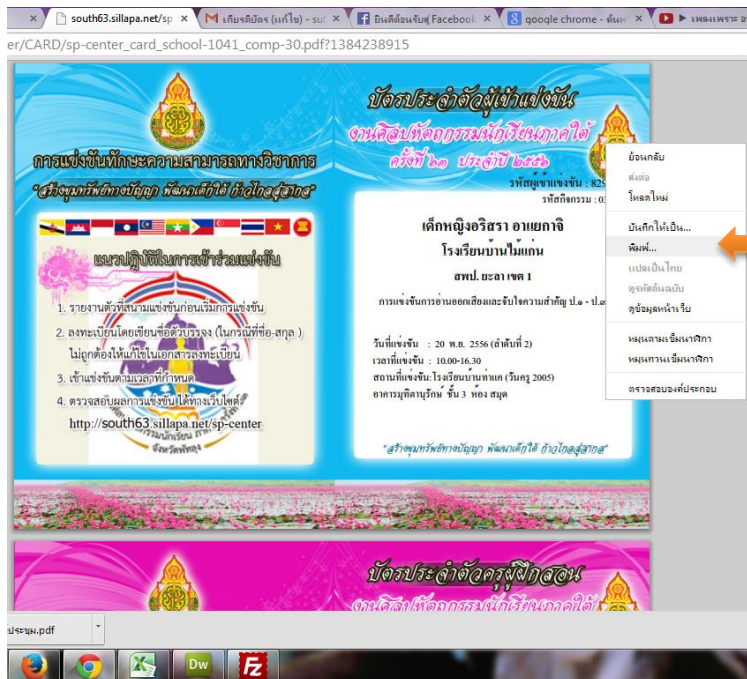 south63.sillapa.net/sp
เกียรติบัตร (แก้ไข) - sut
ยินดีต้อนรับสู่ Facebook
google chrome - ค้นห
เพลงเพราะ
er/CARD/sp-center_card_school-1041_comp-30.pdf?1384238915
การแข่งขันทักษะความสามารถทางวิชาการ
"สร้างขุมทรัพย์ทางปัญญา พัฒนาเด็กใต้ ก้าวไกลสู่สากล"
แนวปฏิบัติในการเข้าร่วมแข่งขัน
1. รายงานตัวที่สนามแข่งขันก่อนเริ่มการแข่งขัน
2. ลงทะเบียนโดยเขียนชื่อตัวบรรจง (ในกรณีที่ชื่อ-สกุล )
ไม่ถูกต้องให้แก้ไขในเอกสารลงทะเบียน
3. เข้าแข่งขันตามเวลาที่กำหนด
4. ตรวจสอบผลการแข่งขัน ได้ทางเว็บไซต์
http://south63.sillapa.net/sp-center
จังหวัดพัทลุง
บัตรประจำตัวผู้เข้าแข่งขัน
งานศิลปหัตถกรรมนักเรียนภาคใต้
ครั้งที่ ๖๓ ประจำปี ๒๕๕๖
รหัสผู้เข้าแข่งขัน : 829
รหัสกิจกรรม : 03
เด็กหญิงอริสรา อาแยกาจิ
โรงเรียนบ้านไม้แก่น
สพป. ยะลา เขต 1
การแข่งขันการอ่านออกเสียงและจับใจความสำคัญ ป.๑ - ป.๓
วันที่แข่งขัน : 20 พ.ย. 2556 (ลำดับที่ 2)
เวลาที่แข่งขัน : 10.00-16.30
สถานที่แข่งขัน: โรงเรียนบ้านท่าแค (วันครู 2005)
อาคารมุทิตานุรักษ์ ชั้น 3 ห้อง สมุด
"สร้างขุมทรัพย์ทางปัญญา พัฒนาเด็กใต้ ก้าวไกลสู่สากล"
ย้อนกลับ
ส่งต่อ
โหลดใหม่
บันทึกให้เป็น...
พิมพ์...
แปลเป็น ไทย
ดูรหัสต้นฉบับ
ดูข้อมูลหน้าเว็บ
หมุนตามเข็มนาฬิกา
หมุนทวนเข็มนาฬิกา
ตรวจสอบองค์ประกอบ
บัตรประจำตัวครูผู้ฝึกสอน
งานศิลปหัตถกรรมนักเรียนภาคใต้
ประชุม.pdf
Dw